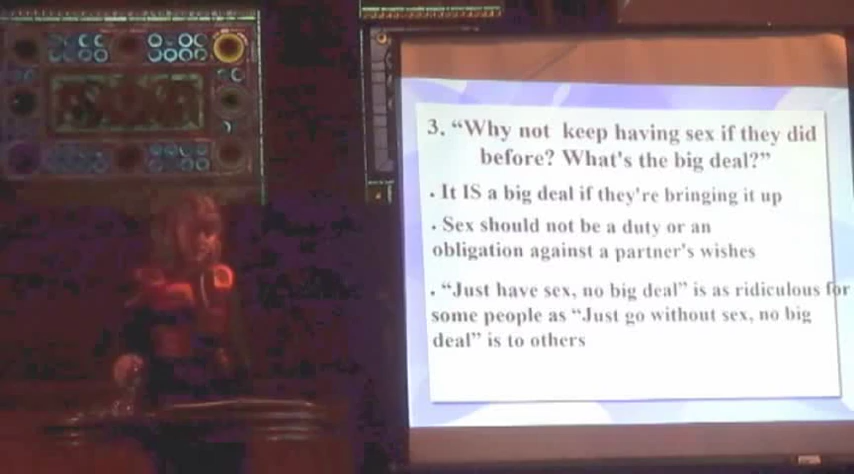 3. “Why not keep having sex if they did
before? What's the big deal?”
. It IS a big deal if they're bringing it up
. Sex should not be a duty or an
obligation against a partner's wishes
. “Just have sex, no big deal” is as ridiculous for
some people as “Just go without sex, no big
deal” is to others